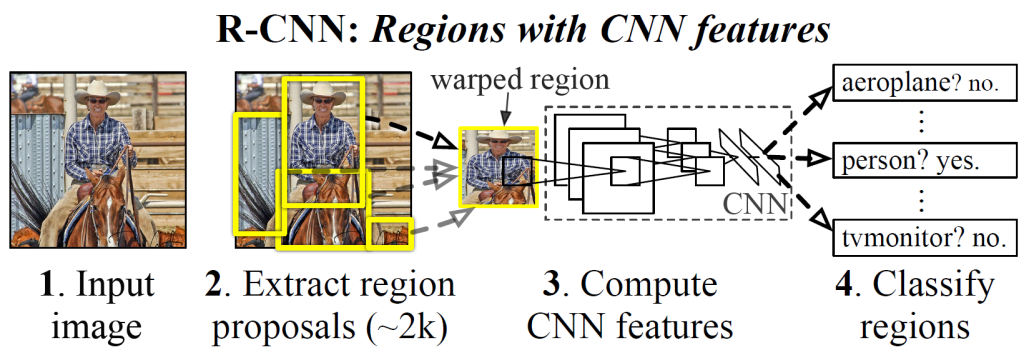 R-CNN: Regions with CNN features
warped region
aeroplane? no.
person? yes.
tvmonitor? no.
CNN
1. Input
image
2. Extract region
proposals (~2k)
3. Compute
CNN features
4. Classify
regions